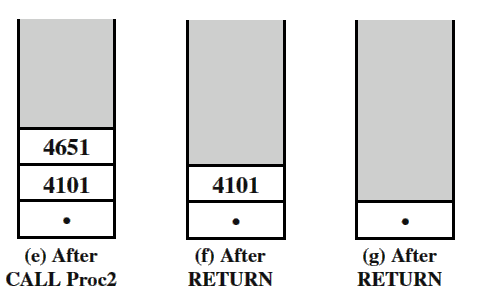 4651
4101
•
(e) After
CALL Proc2
4101
•
(f) After
RETURN
•
(g) After
RETURN